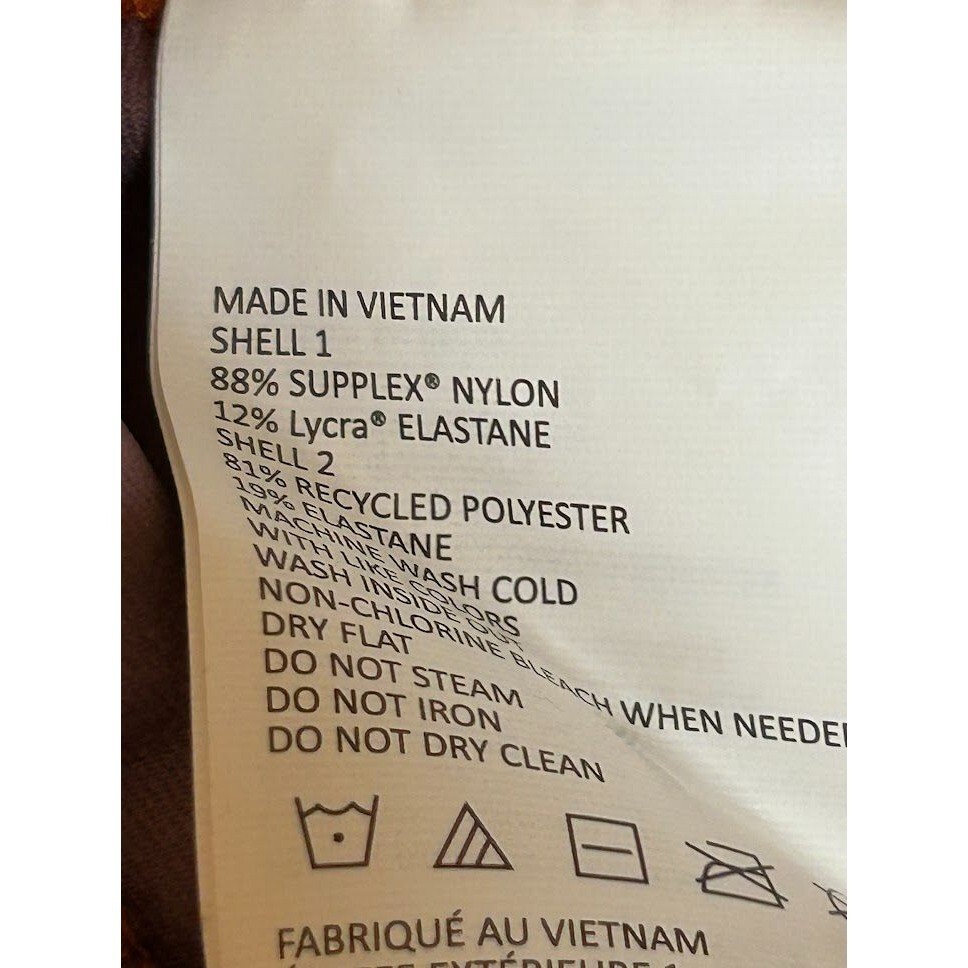 MADE IN VIETNAM
SHELL 1
88% SUPPLEX® NYLON
12% Lycra® ELASTANE
SHELL 2
81% RECYCLED POLYESTER
19% ELASTANE
MACHINE WASH COLD
WITH LIKE COLORS
WASH INSIDE OUT
NON-CHLORINE BLEACH WHEN NEEDE
DRY FLAT
DO NOT STEAM
DO NOT IRON
DO NOT DRY CLEAN
FABRIQUÉ AU VIETNAM